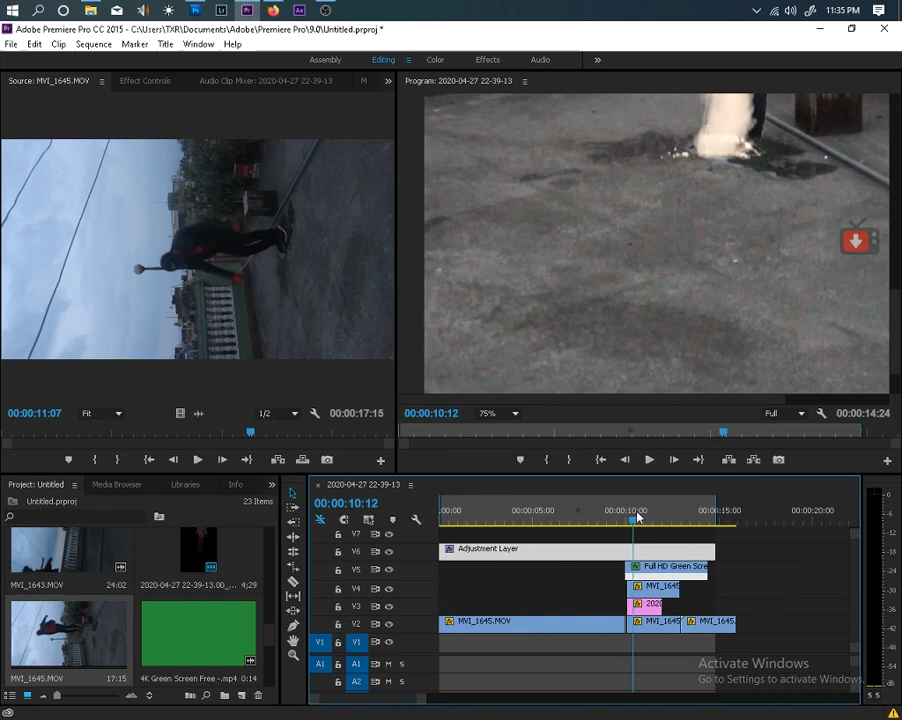 11:35 PM
Adobe Premiere Pro CC 2015 - C:\Users\TXR\Documents\Adobe\Premiere Pro\9.0\Untitled.prproj *
File Edit Clip Sequence Marker Title Window Help
Assembly Editing Color Effects Audio
Source: MVI_1645.MOV Effect Controls Audio Clip Mixer: 2020-04-27 22-39-13 M
Program: 2020-04-27 22-39-13
00:00:11:07 Fit 1/2 00:00:17:15
00:00:10:12 75% Full 00:00:14:24
Project: Untitled Media Browser Libraries Info
Untitled.prproj 23 Items
MVI_1643.MOV 24:02
2020-04-27 22-39-13.00_... 4;29
MVI_1645.MOV 17:15
4K Green Screen Free -... 0:14
2020-04-27 22-39-13
00:00:10:12
:00:00 00:00:05:00 00:00:10:00 00:00:15:00 00:00:20:00
V7
V6 Adjustment Layer
V5 Full HD Green Scre
V4 MVI_1645
V3 2020
V2 MVI_1645.MOV MVI_1645 MVI_1645.
V1 V1
A1 A1 M S
A2 M S
S S
Activate Windows
Go to Settings to activate Windows.